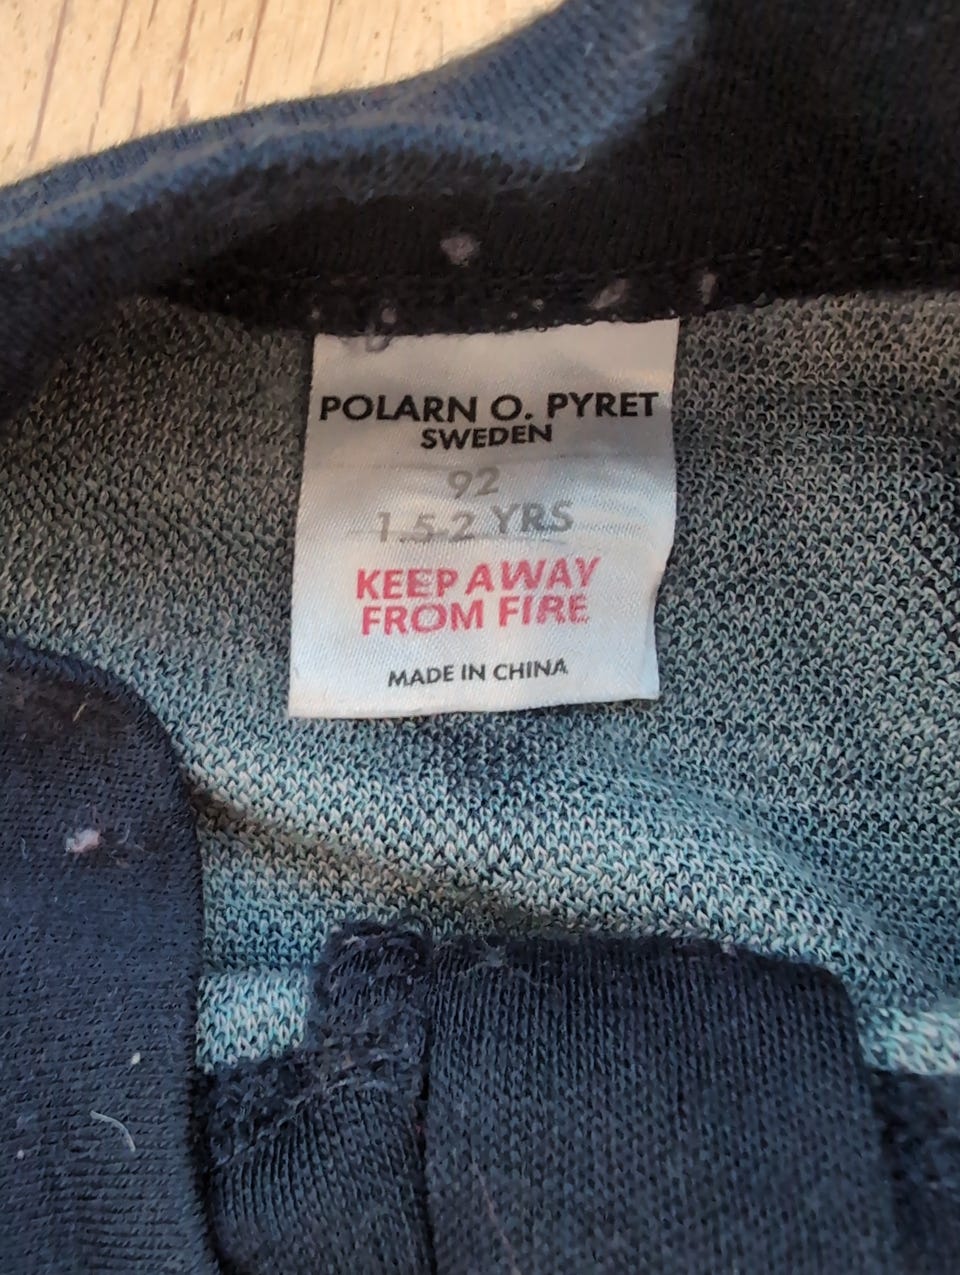 POLARN O. PYRET
SWEDEN
92
1.5-2 YRS
KEEP AWAY
FROM FIRE
MADE IN CHINA